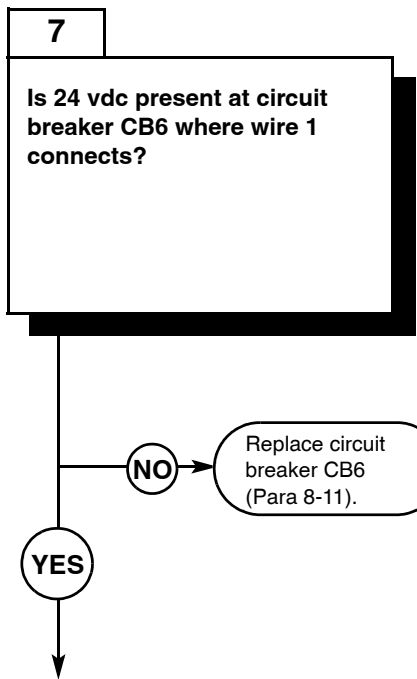 7
Is 24 vdc present at circuit
breaker CB6 where wire 1
connects?
NO
Replace circuit
breaker CB6
(Para 8-11).
YES